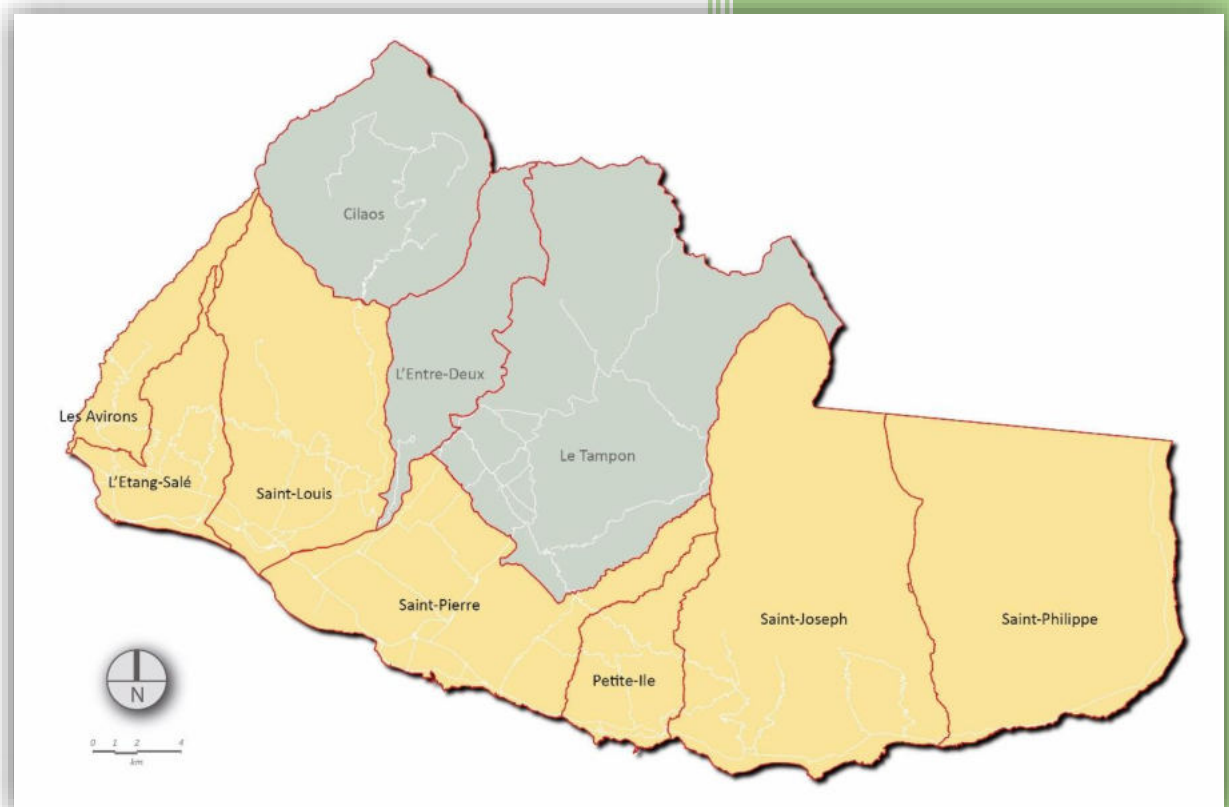 Cilaos
L'Entre-Deux
Les Avirons
Le Tampon
L'Etang-Salé
Saint-Louis
Saint-Pierre
Saint-Joseph
Saint-Philippe
Petite-Ile
N
0 1 2 4
km